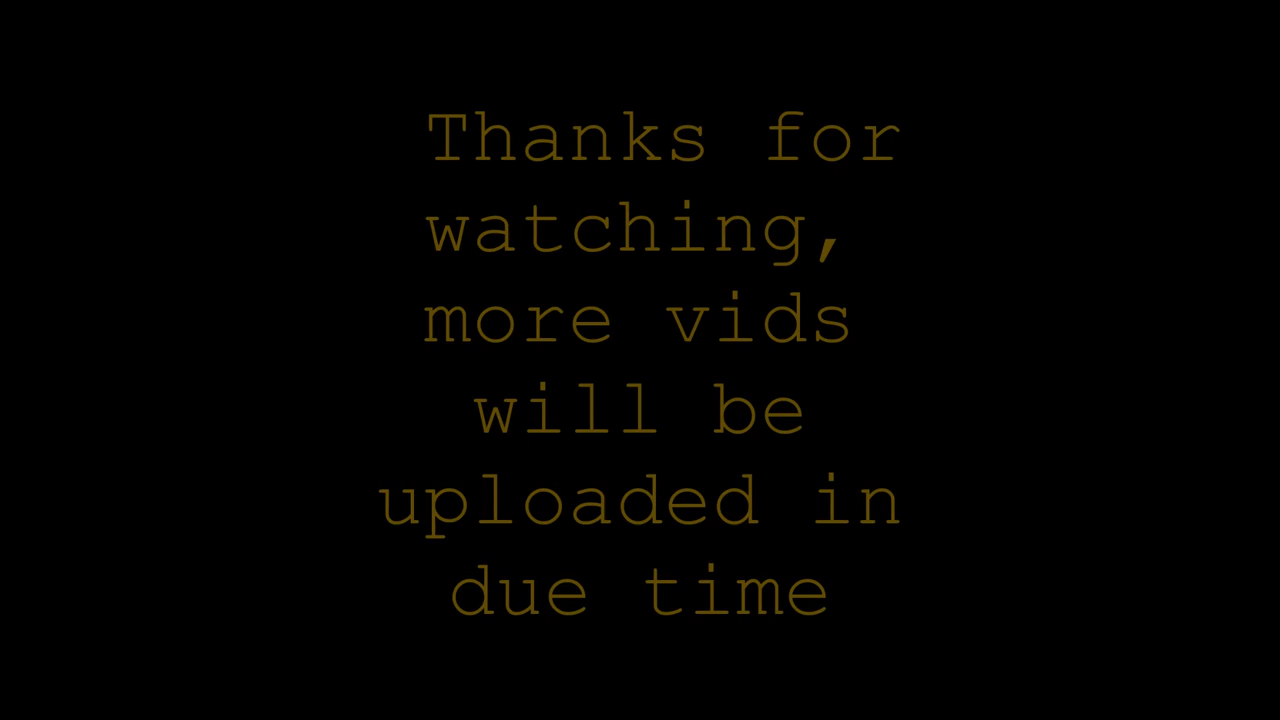 Thanks for
watching,
more vids
will be
uploaded in
due time